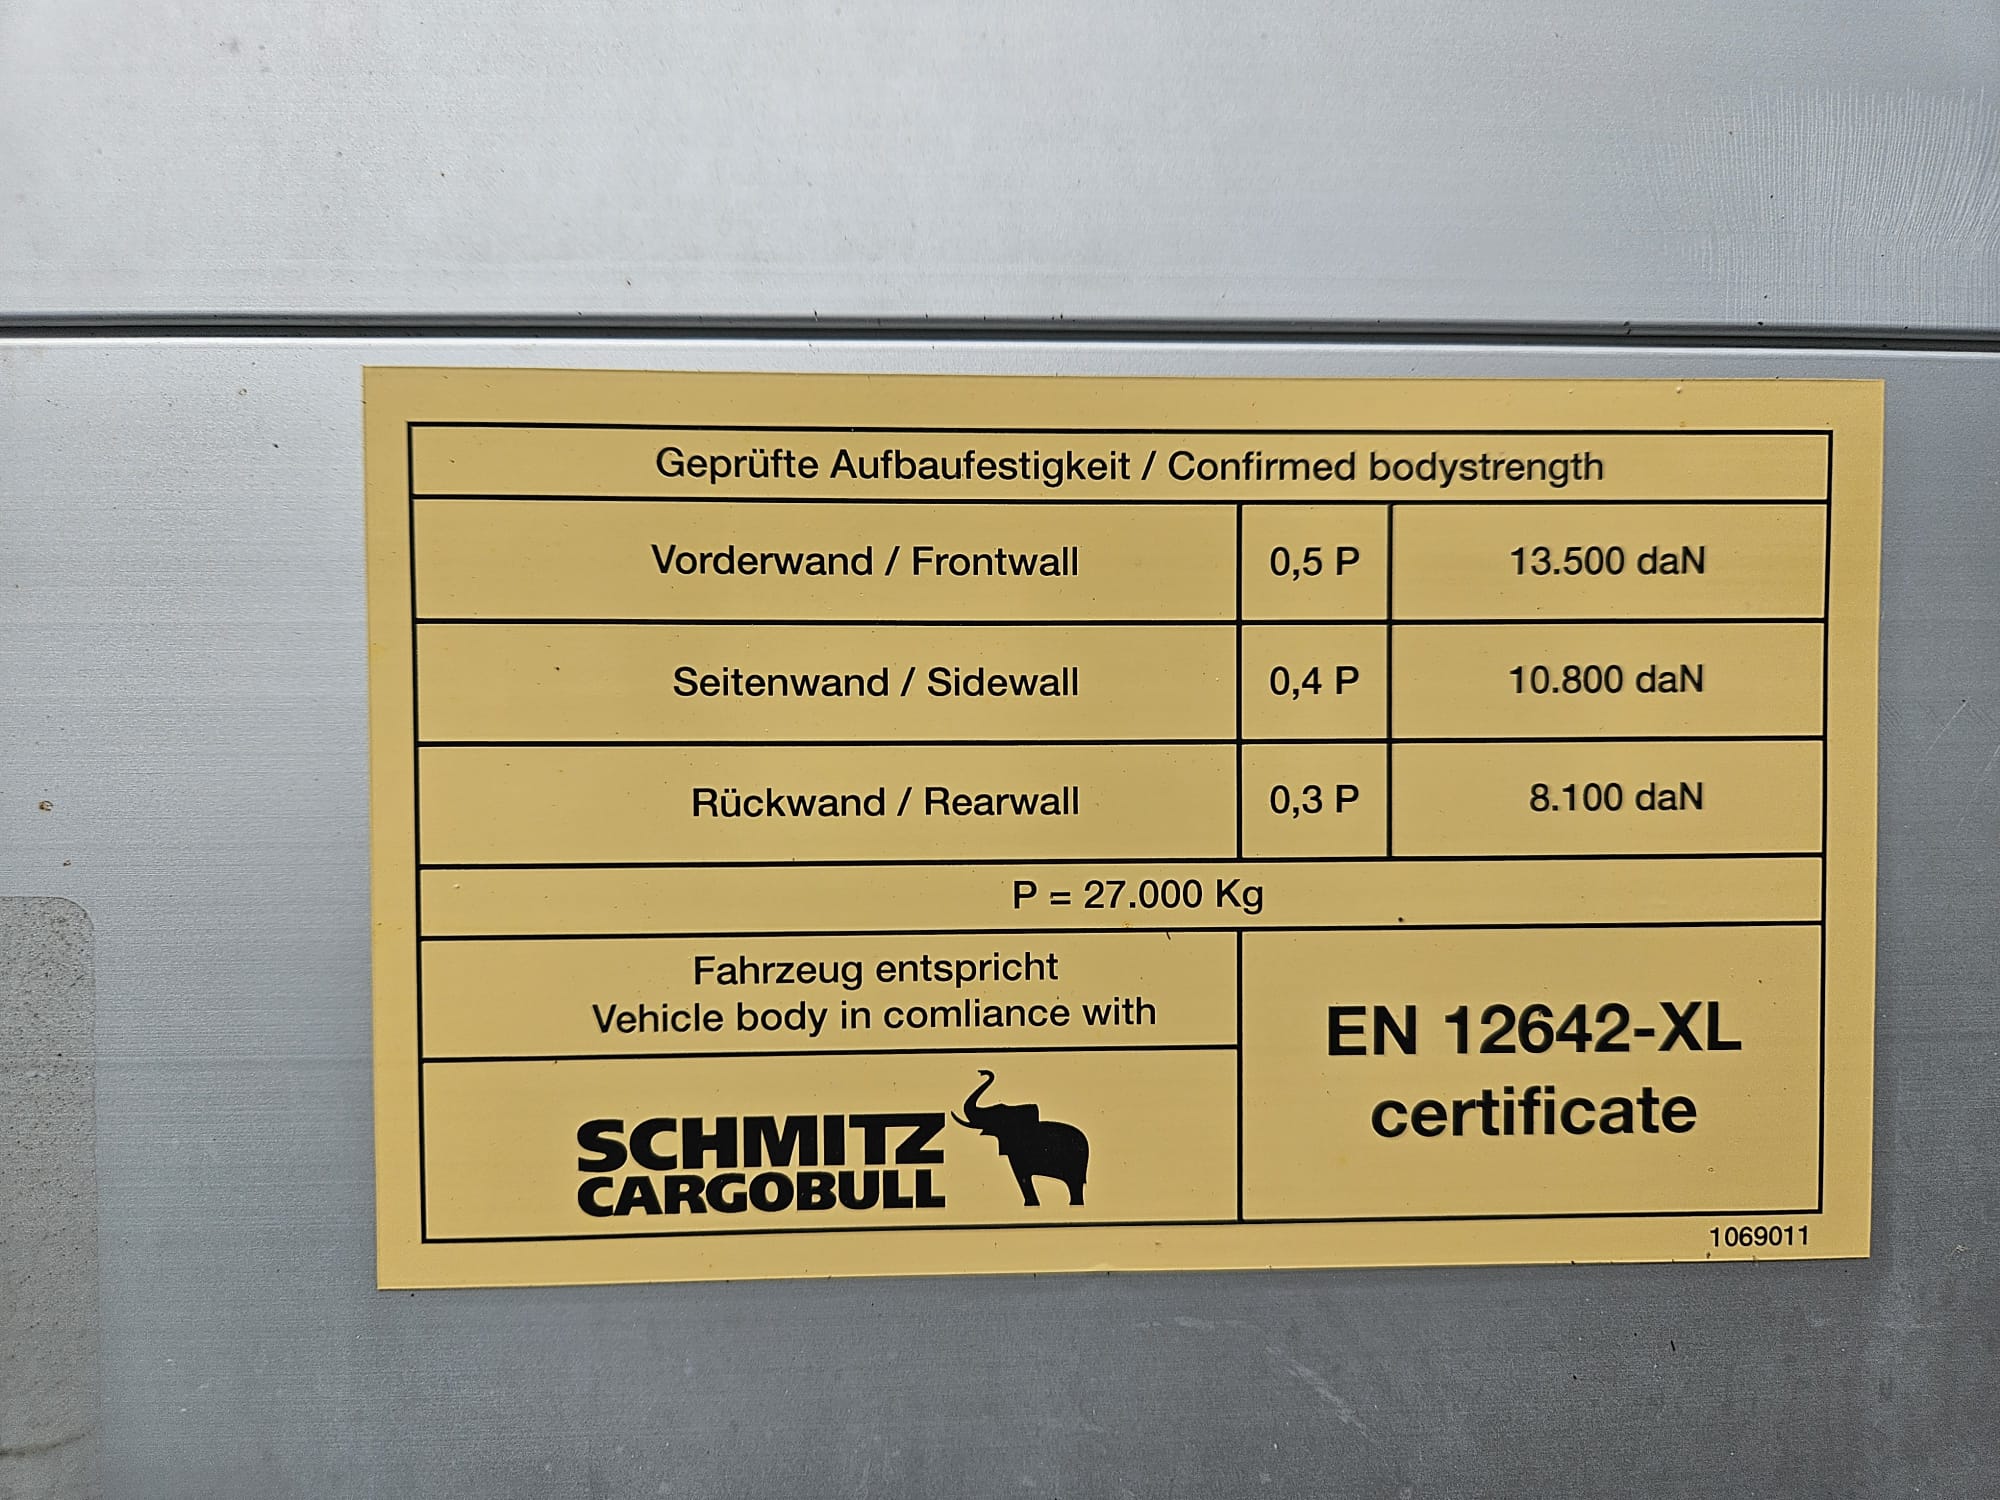 Geprüfte Aufbaufestigkeit / Confirmed bodystrength
Vorderwand / Frontwall 0,5 P 13.500 daN
Seitenwand / Sidewall 0,4 P 10.800 daN
Rückwand / Rearwall 0,3 P 8.100 daN
P = 27.000 Kg
Fahrzeug entspricht
Vehicle body in comliance with
EN 12642-XL
certificate
SCHMITZ
CARGOBULL
1069011